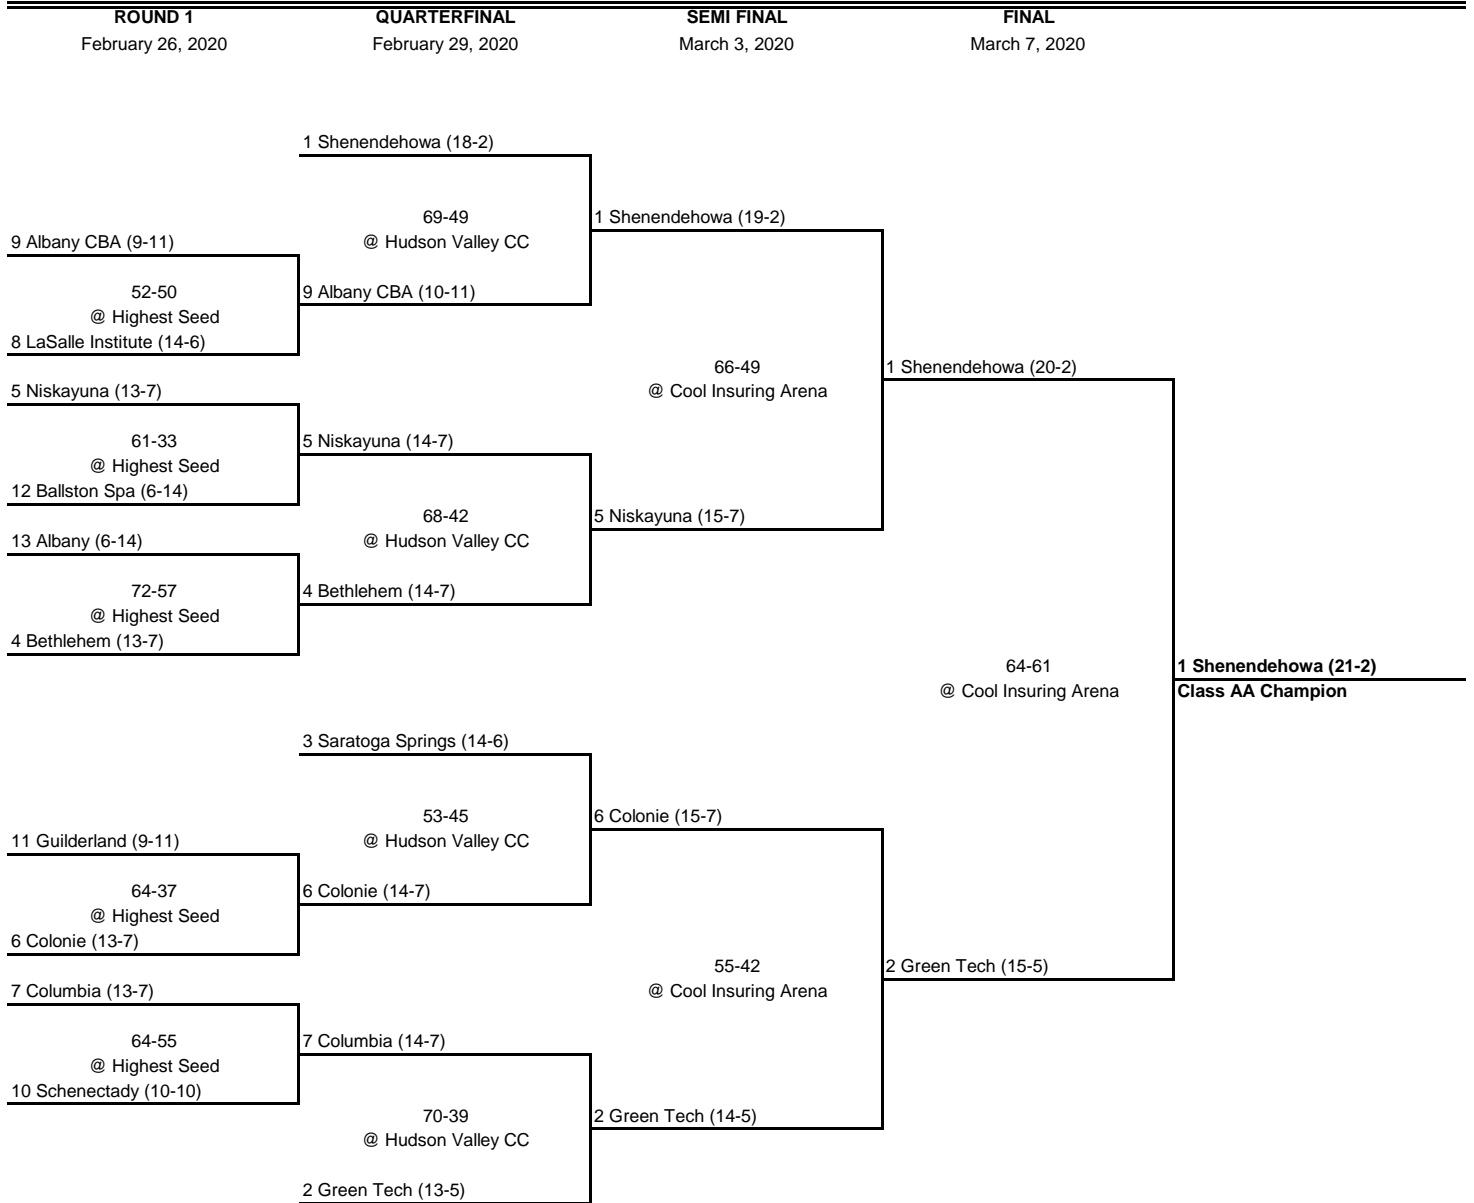 ROUND 1 QUARTERFINAL SEMI FINAL FINAL
February 26, 2020 February 29, 2020 March 3, 2020 March 7, 2020
1 Shenendehowa (18-2)
69-49 1 Shenendehowa (19-2)
9 Albany CBA (9-11) @ Hudson Valley CC
52-50 9 Albany CBA (10-11)
@ Highest Seed
8 LaSalle Institute (14-6)
66-49 1 Shenendehowa (20-2)
5 Niskayuna (13-7) @ Cool Insuring Arena
61-33 5 Niskayuna (14-7)
@ Highest Seed
12 Ballston Spa (6-14)
68-42 5 Niskayuna (15-7)
13 Albany (6-14) @ Hudson Valley CC
72-57 4 Bethlehem (14-7)
@ Highest Seed
4 Bethlehem (13-7)
64-61 1 Shenendehowa (21-2)
@ Cool Insuring Arena Class AA Champion
3 Saratoga Springs (14-6)
53-45 6 Colonie (15-7)
11 Guilderland (9-11) @ Hudson Valley CC
64-37 6 Colonie (14-7)
@ Highest Seed
6 Colonie (13-7)
55-42 2 Green Tech (15-5)
7 Columbia (13-7) @ Cool Insuring Arena
64-55 7 Columbia (14-7)
@ Highest Seed
10 Schenectady (10-10)
70-39 2 Green Tech (14-5)
@ Hudson Valley CC
2 Green Tech (13-5)